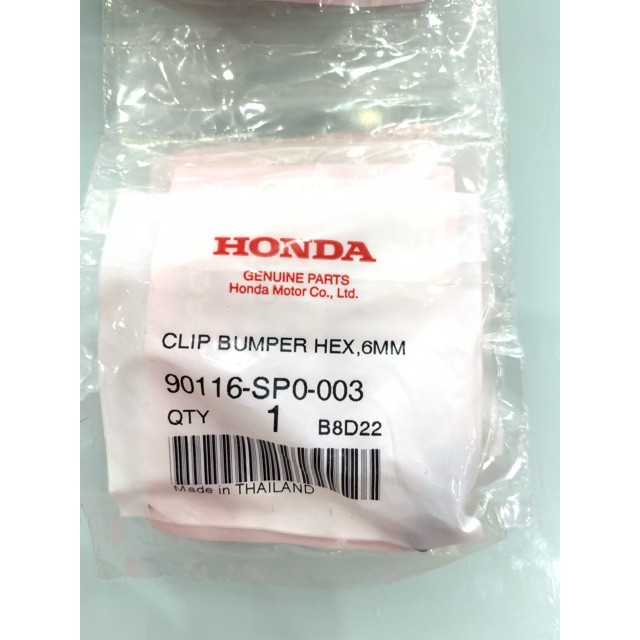 HONDA
GENUINE PARTS
Honda Motor Co., Ltd.
CLIP BUMPER HEX,6MM
90116-SP0-003
QTY 1 B8D22
Made in THAILAND